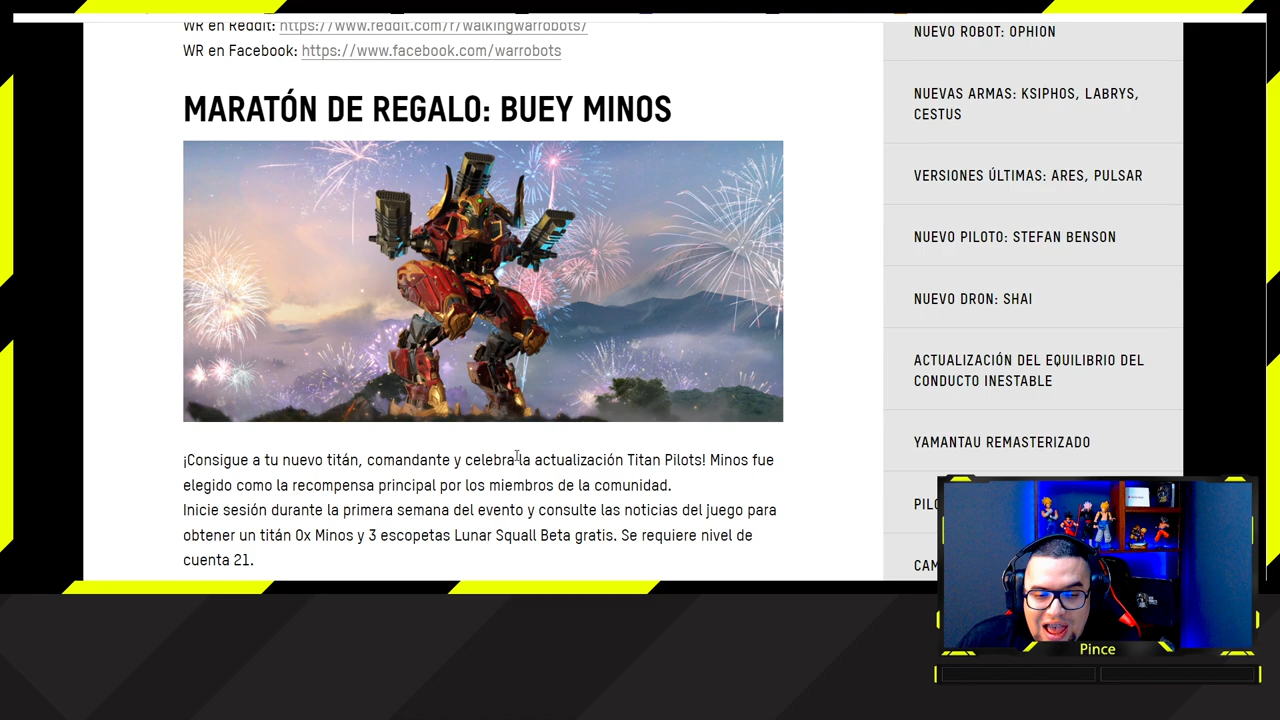 WR en Reddit: https://www.reddit.com/r/walkingwarrobots/
WR en Facebook: https://www.facebook.com/warrobots
MARATÓN DE REGALO: BUEY MINOS
¡Consigue a tu nuevo titán, comandante y celebra la actualización Titan Pilots! Minos fue
elegido como la recompensa principal por los miembros de la comunidad.
Inicie sesión durante la primera semana del evento y consulte las noticias del juego para
obtener un titán Ox Minos y 3 escopetas Lunar Squall Beta gratis. Se requiere nivel de
cuenta 21.
NUEVO ROBOT: OPHION
NUEVAS ARMAS: KSIPHOS, LABRYS,
CESTUS
VERSIONES ÚLTIMAS: ARES, PULSAR
NUEVO PILOTO: STEFAN BENSON
NUEVO DRON: SHAI
ACTUALIZACIÓN DEL EQUILIBRIO DEL
CONDUCTO INESTABLE
YAMANTAU REMASTERIZADO
Pince